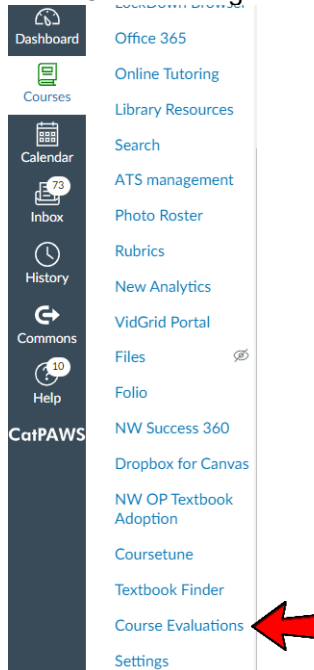 LockDown Browser
Dashboard
Office 365
Online Tutoring
Courses
Library Resources
Search
Calendar
ATS management
73
Photo Roster
Inbox
Rubrics
New Analytics
History
VidGrid Portal
Commons
Files
10
Folio
Help
NW Success 360
CatPAWS
Dropbox for Canvas
NW OP Textbook
Adoption
Coursetune
Textbook Finder
Course Evaluations
Settings